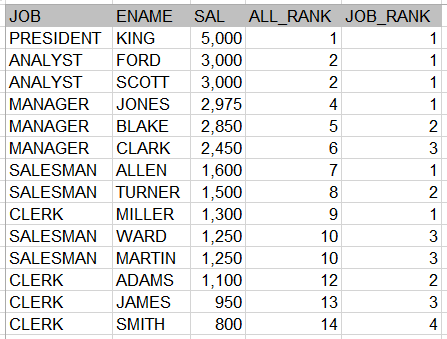 JOB ENAME SAL ALL_RANK JOB_RANK
PRESIDENT KING 5,000 1 1
ANALYST FORD 3,000 2 1
ANALYST SCOTT 3,000 2 1
MANAGER JONES 2,975 4 1
MANAGER BLAKE 2,850 5 2
MANAGER CLARK 2,450 6 3
SALESMAN ALLEN 1,600 7 1
SALESMAN TURNER 1,500 8 2
CLERK MILLER 1,300 9 1
SALESMAN WARD 1,250 10 3
SALESMAN MARTIN 1,250 10 3
CLERK ADAMS 1,100 12 2
CLERK JAMES 950 13 3
CLERK SMITH 800 14 4